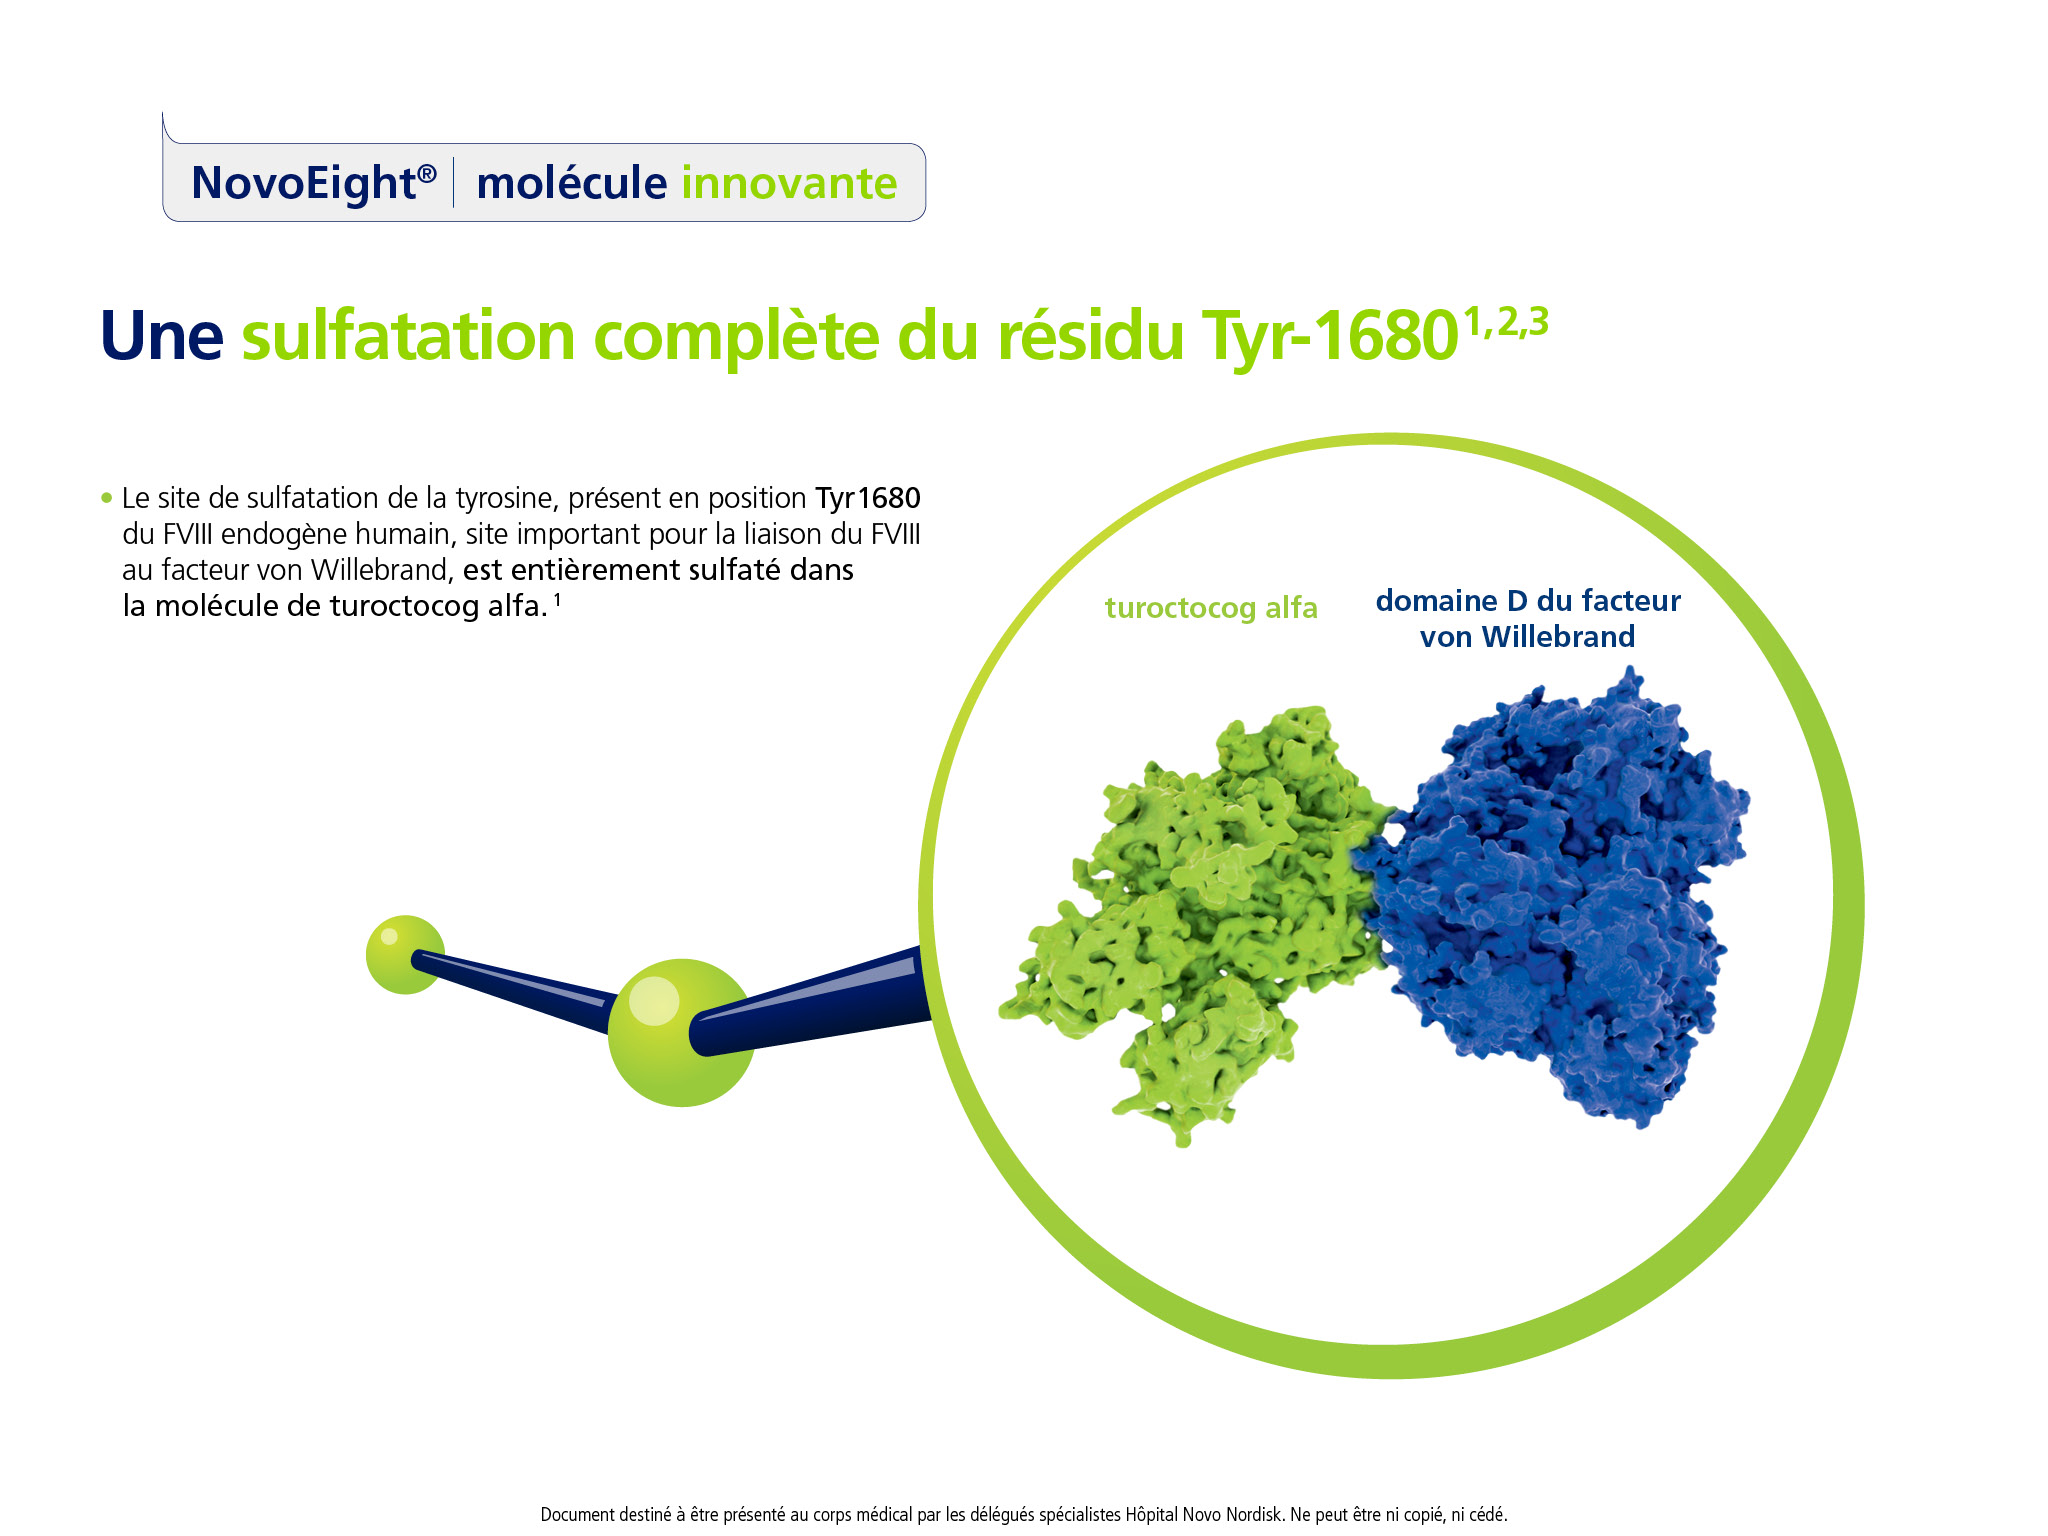 NovoEight® | molécule innovante
Une sulfatation complète du résidu Tyr-1680 1,2,3
• Le site de sulfatation de la tyrosine, présent en position Tyr1680
du FVIII endogène humain, site important pour la liaison du FVIII
au facteur von Willebrand, est entièrement sulfaté dans
la molécule de turoctocog alfa. 1
turoctocog alfa
domaine D du facteur
von Willebrand
Document destiné à être présenté au corps médical par les délégués spécialistes Hôpital Novo Nordisk. Ne peut être ni copié, ni cédé.